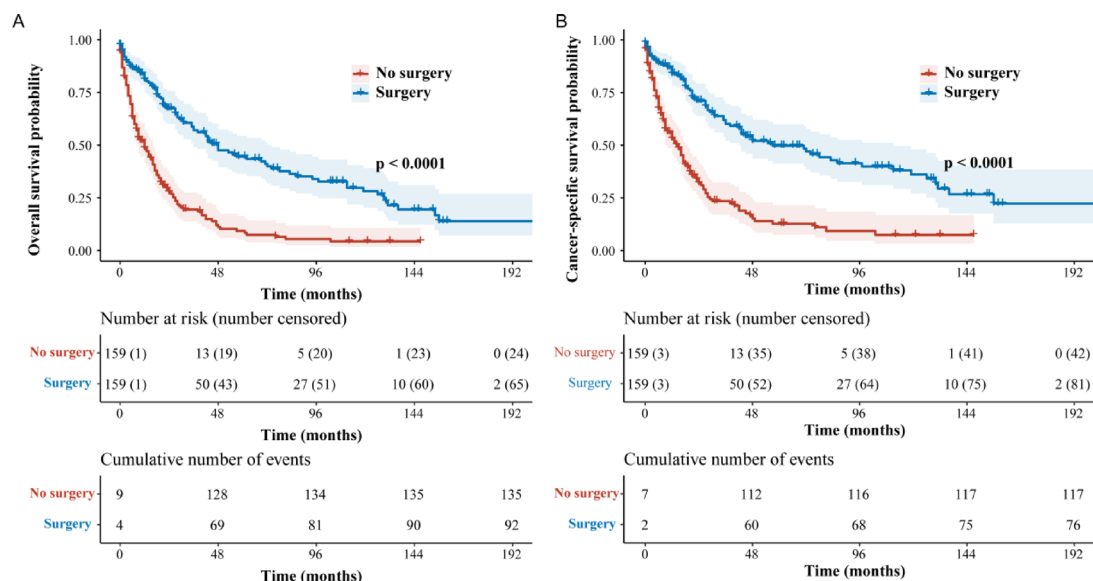 A
Overall survival probability
1.00
0.75
0.50
0.25
0.00
No surgery
Surgery
p < 0.0001
0 48 96 144 192
Time (months)
Number at risk (number censored)
No surgery 159 (1) 13 (19) 5 (20) 1 (23) 0 (24)
Surgery 159 (1) 50 (43) 27 (51) 10 (60) 2 (65)
0 48 96 144 192
Time (months)
Cumulative number of events
No surgery 9 128 134 135 135
Surgery 4 69 81 90 92
0 48 96 144 192
Time (months)
B
Cancer-specific survival probability
1.00
0.75
0.50
0.25
0.00
No surgery
Surgery
p < 0.0001
0 48 96 144 192
Time (months)
Number at risk (number censored)
No surgery 159 (3) 13 (35) 5 (38) 1 (41) 0 (42)
Surgery 159 (3) 50 (52) 27 (64) 10 (75) 2 (81)
0 48 96 144 192
Time (months)
Cumulative number of events
No surgery 7 112 116 117 117
Surgery 2 60 68 75 76
0 48 96 144 192
Time (months)